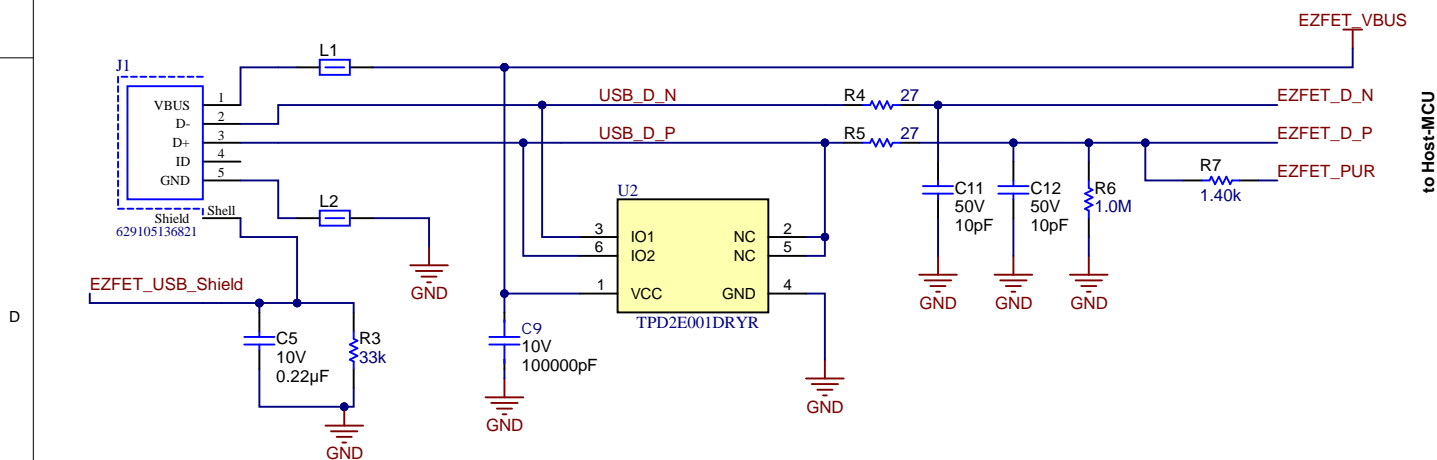 EZFET_VBUS
L1
J1
VBUS 1
D- 2
D+ 3
ID 4
GND 5
Shield Shell
629105136821
USB_D_N
R4 27
EZFET_D_N
USB_D_P
R5 27
EZFET_D_P
R7
1.40k
EZFET_PUR
to Host-MCU
L2
GND
U2
3 IO1 NC 2
6 IO2 NC 5
1 VCC GND 4
TPD2E001DRYR
C11
50V
10pF
GND
C12
50V
10pF
GND
R6
1.0M
GND
EZFET_USB_Shield
D
C5
10V
0.22µF
R3
33k
GND
C9
10V
100000pF
GND
GND